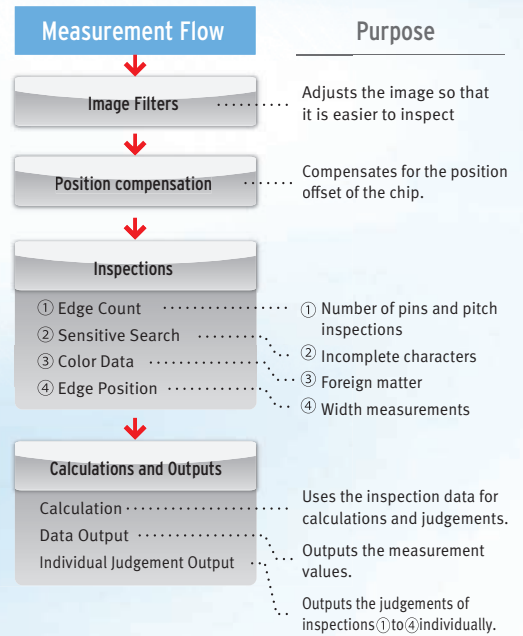 Measurement Flow
Purpose
Image Filters
Adjusts the image so that
it is easier to inspect
Position compensation
Compensates for the position
offset of the chip.
Inspections
① Edge Count
① Number of pins and pitch
inspections
② Sensitive Search
② Incomplete characters
③ Color Data
③ Foreign matter
④ Edge Position
④ Width measurements
Calculations and Outputs
Calculation
Uses the inspection data for
calculations and judgements.
Data Output
Outputs the measurement
values.
Individual Judgement Output
Outputs the judgements of
inspections①to④individually.